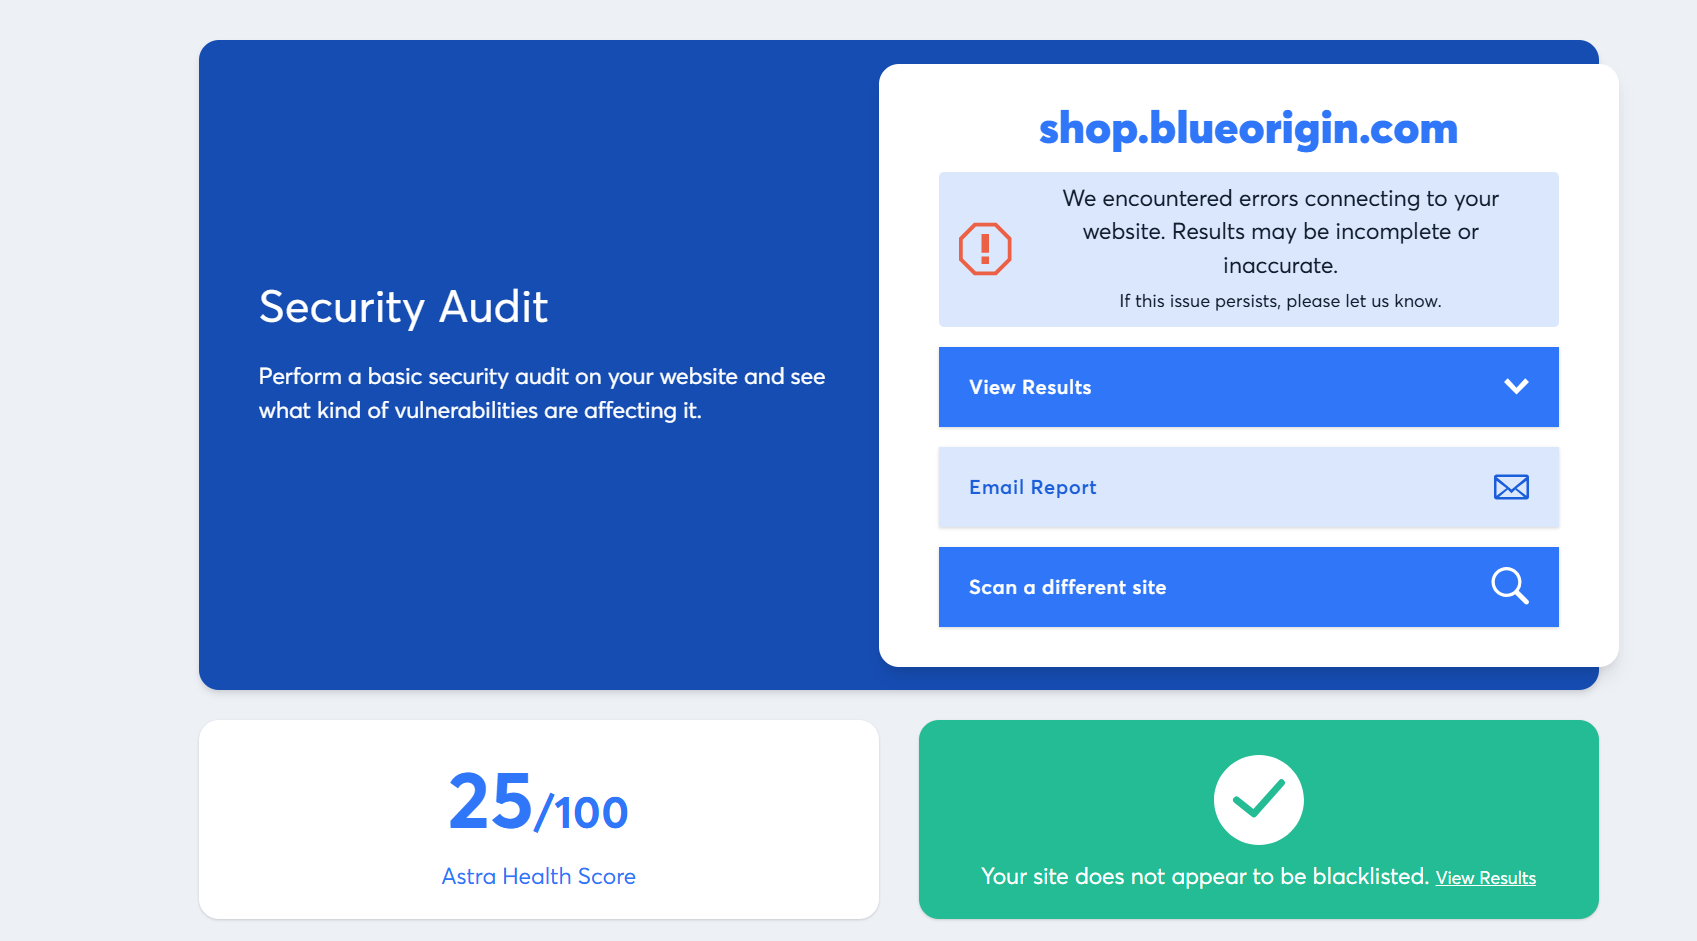 shop.blueorigin.com
We encountered errors connecting to your
website. Results may be incomplete or
inaccurate.
If this issue persists, please let us know.
Security Audit
Perform a basic security audit on your website and see
what kind of vulnerabilities are affecting it.
View Results
Email Report
Scan a different site
25/100
Astra Health Score
Your site does not appear to be blacklisted. View Results